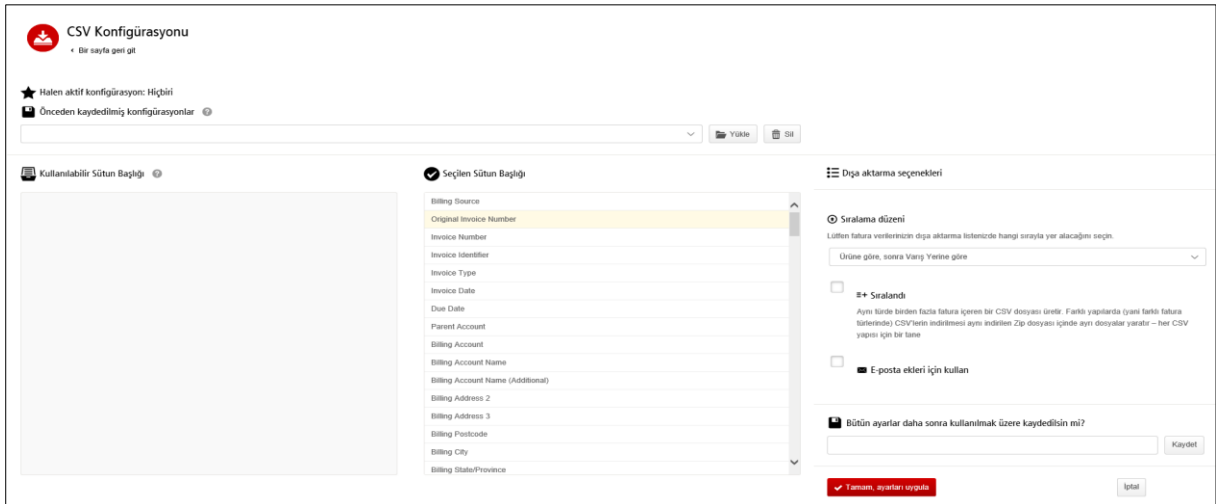 CSV Konfigürasyonu
Bir sayfa geri git
Halen aktif konfigürasyon: Hiçbiri
Önceden kaydedilmiş konfigürasyonlar
Yükle
Sil
Kullanılabilir Sütun Başlığı
Seçilen Sütun Başlığı
Billing Source
Original Invoice Number
Invoice Number
Invoice Identifier
Invoice Type
Invoice Date
Due Date
Parent Account
Billing Account
Billing Account Name
Billing Account Name (Additional)
Billing Address 2
Billing Address 3
Billing Postcode
Billing City
Billing State/Province
Dışa aktarma seçenekleri
Sıralama düzeni
Lütfen fatura verilerinizin dışa aktarma listenizde hangi sırayla yer alacağını seçin.
Ürüne göre, sonra Varış Yerine göre
Sıralandı
Aynı türde birden fazla fatura içeren bir CSV dosyası üretir. Farklı yapılarda (yani farklı fatura
türlerinde) CSV'lerin indirilmesi aynı indirilen Zip dosyası içinde ayrı dosyalar yaratır – her CSV
yapısı için bir tane
E-posta ekleri için kullan
Bütün ayarlar daha sonra kullanılmak üzere kaydedilsin mi?
Kaydet
Tamam, ayarları uygula
İptal